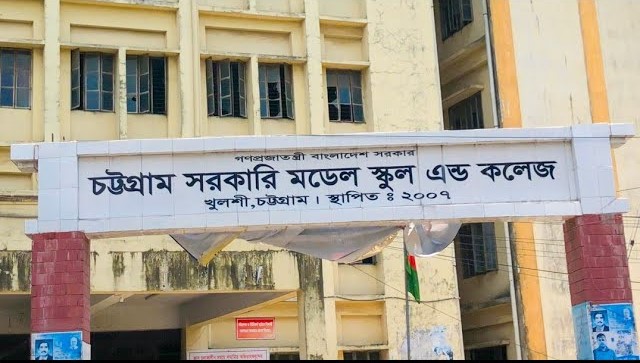 গণপ্রজাতন্ত্রী বাংলাদেশ সরকার
চট্টগ্রাম সরকারি মডেল স্কুল এন্ড কলেজ
খুলশী,চট্টগ্রাম । স্থাপিত ঃ ২০০৭